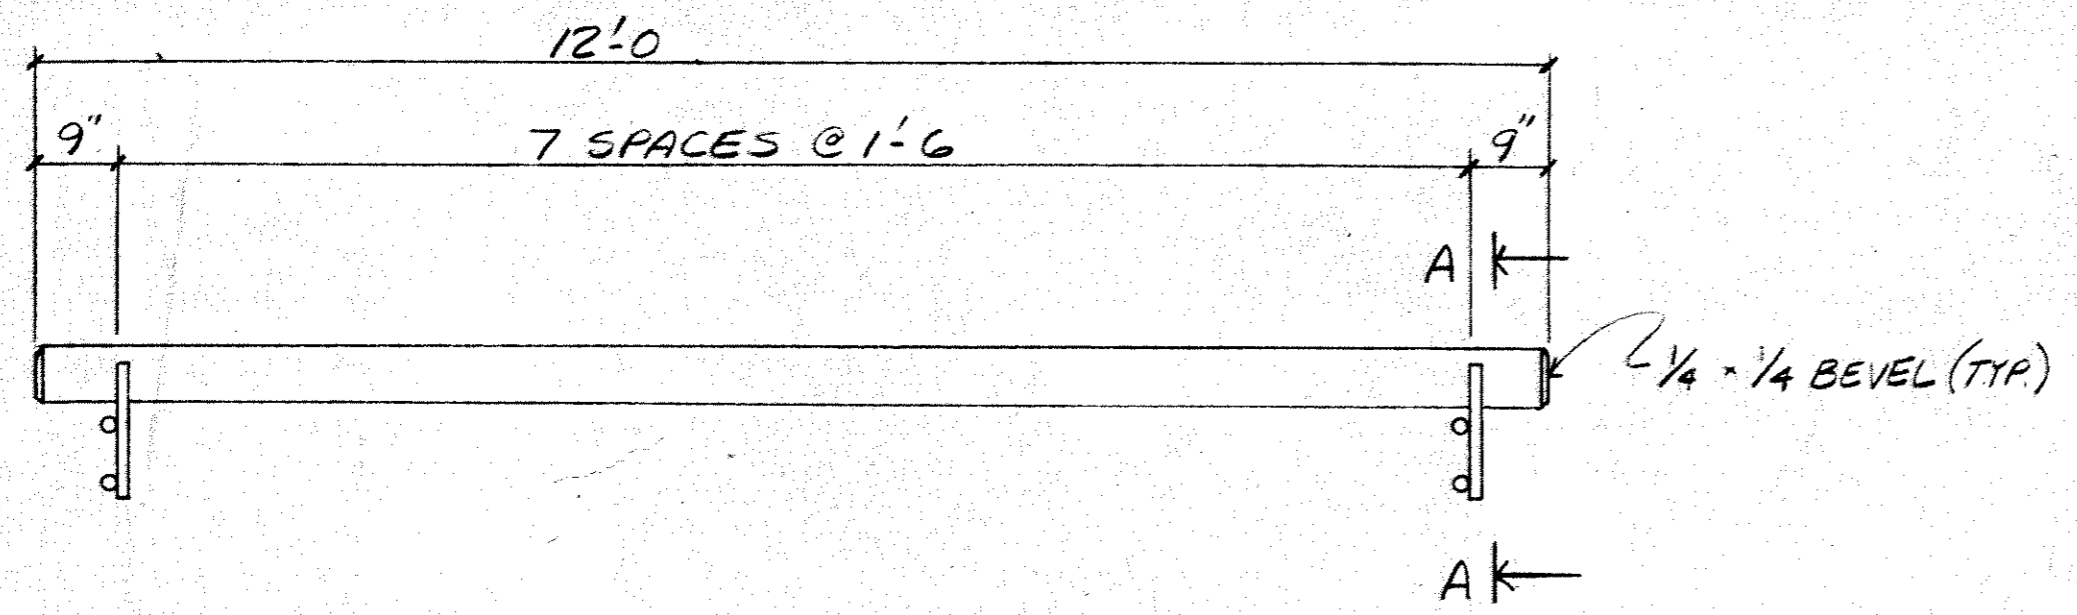 12'-0
9"
7 SPACES @ 1'-6
9"
A
1/4 x 1/4 BEVEL (TYP.)
A